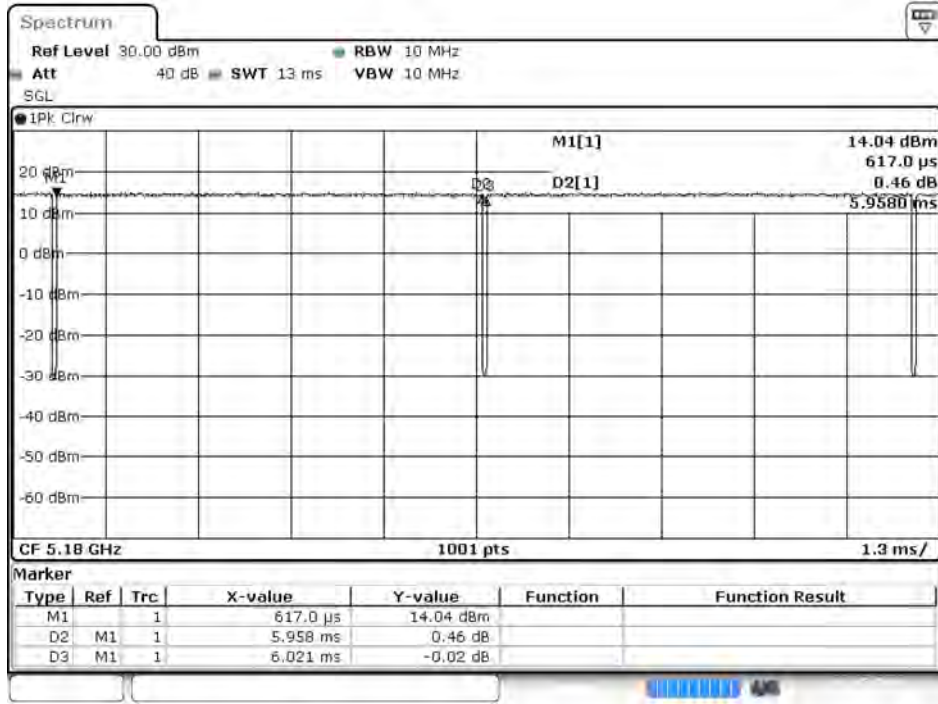 Spectrum
Ref Level 30.00 dBm RBW 10 MHz
Att 40 dB SWT 13 ms VBW 10 MHz
SGL
1Pk Clrw
M1[1] 14.04 dBm
617.0 µs
20 dBm
M1
D2[1] 0.46 dB
5.9580 ms
10 dBm
0 dBm
-10 dBm
-20 dBm
-30 dBm
-40 dBm
-50 dBm
-60 dBm
CF 5.18 GHz 1001 pts 1.3 ms/
Marker
Type Ref Trc X-value Y-value Function Function Result
M1 1 617.0 µs 14.04 dBm
D2 M1 1 5.958 ms 0.46 dB
D3 M1 1 6.021 ms -0.02 dB